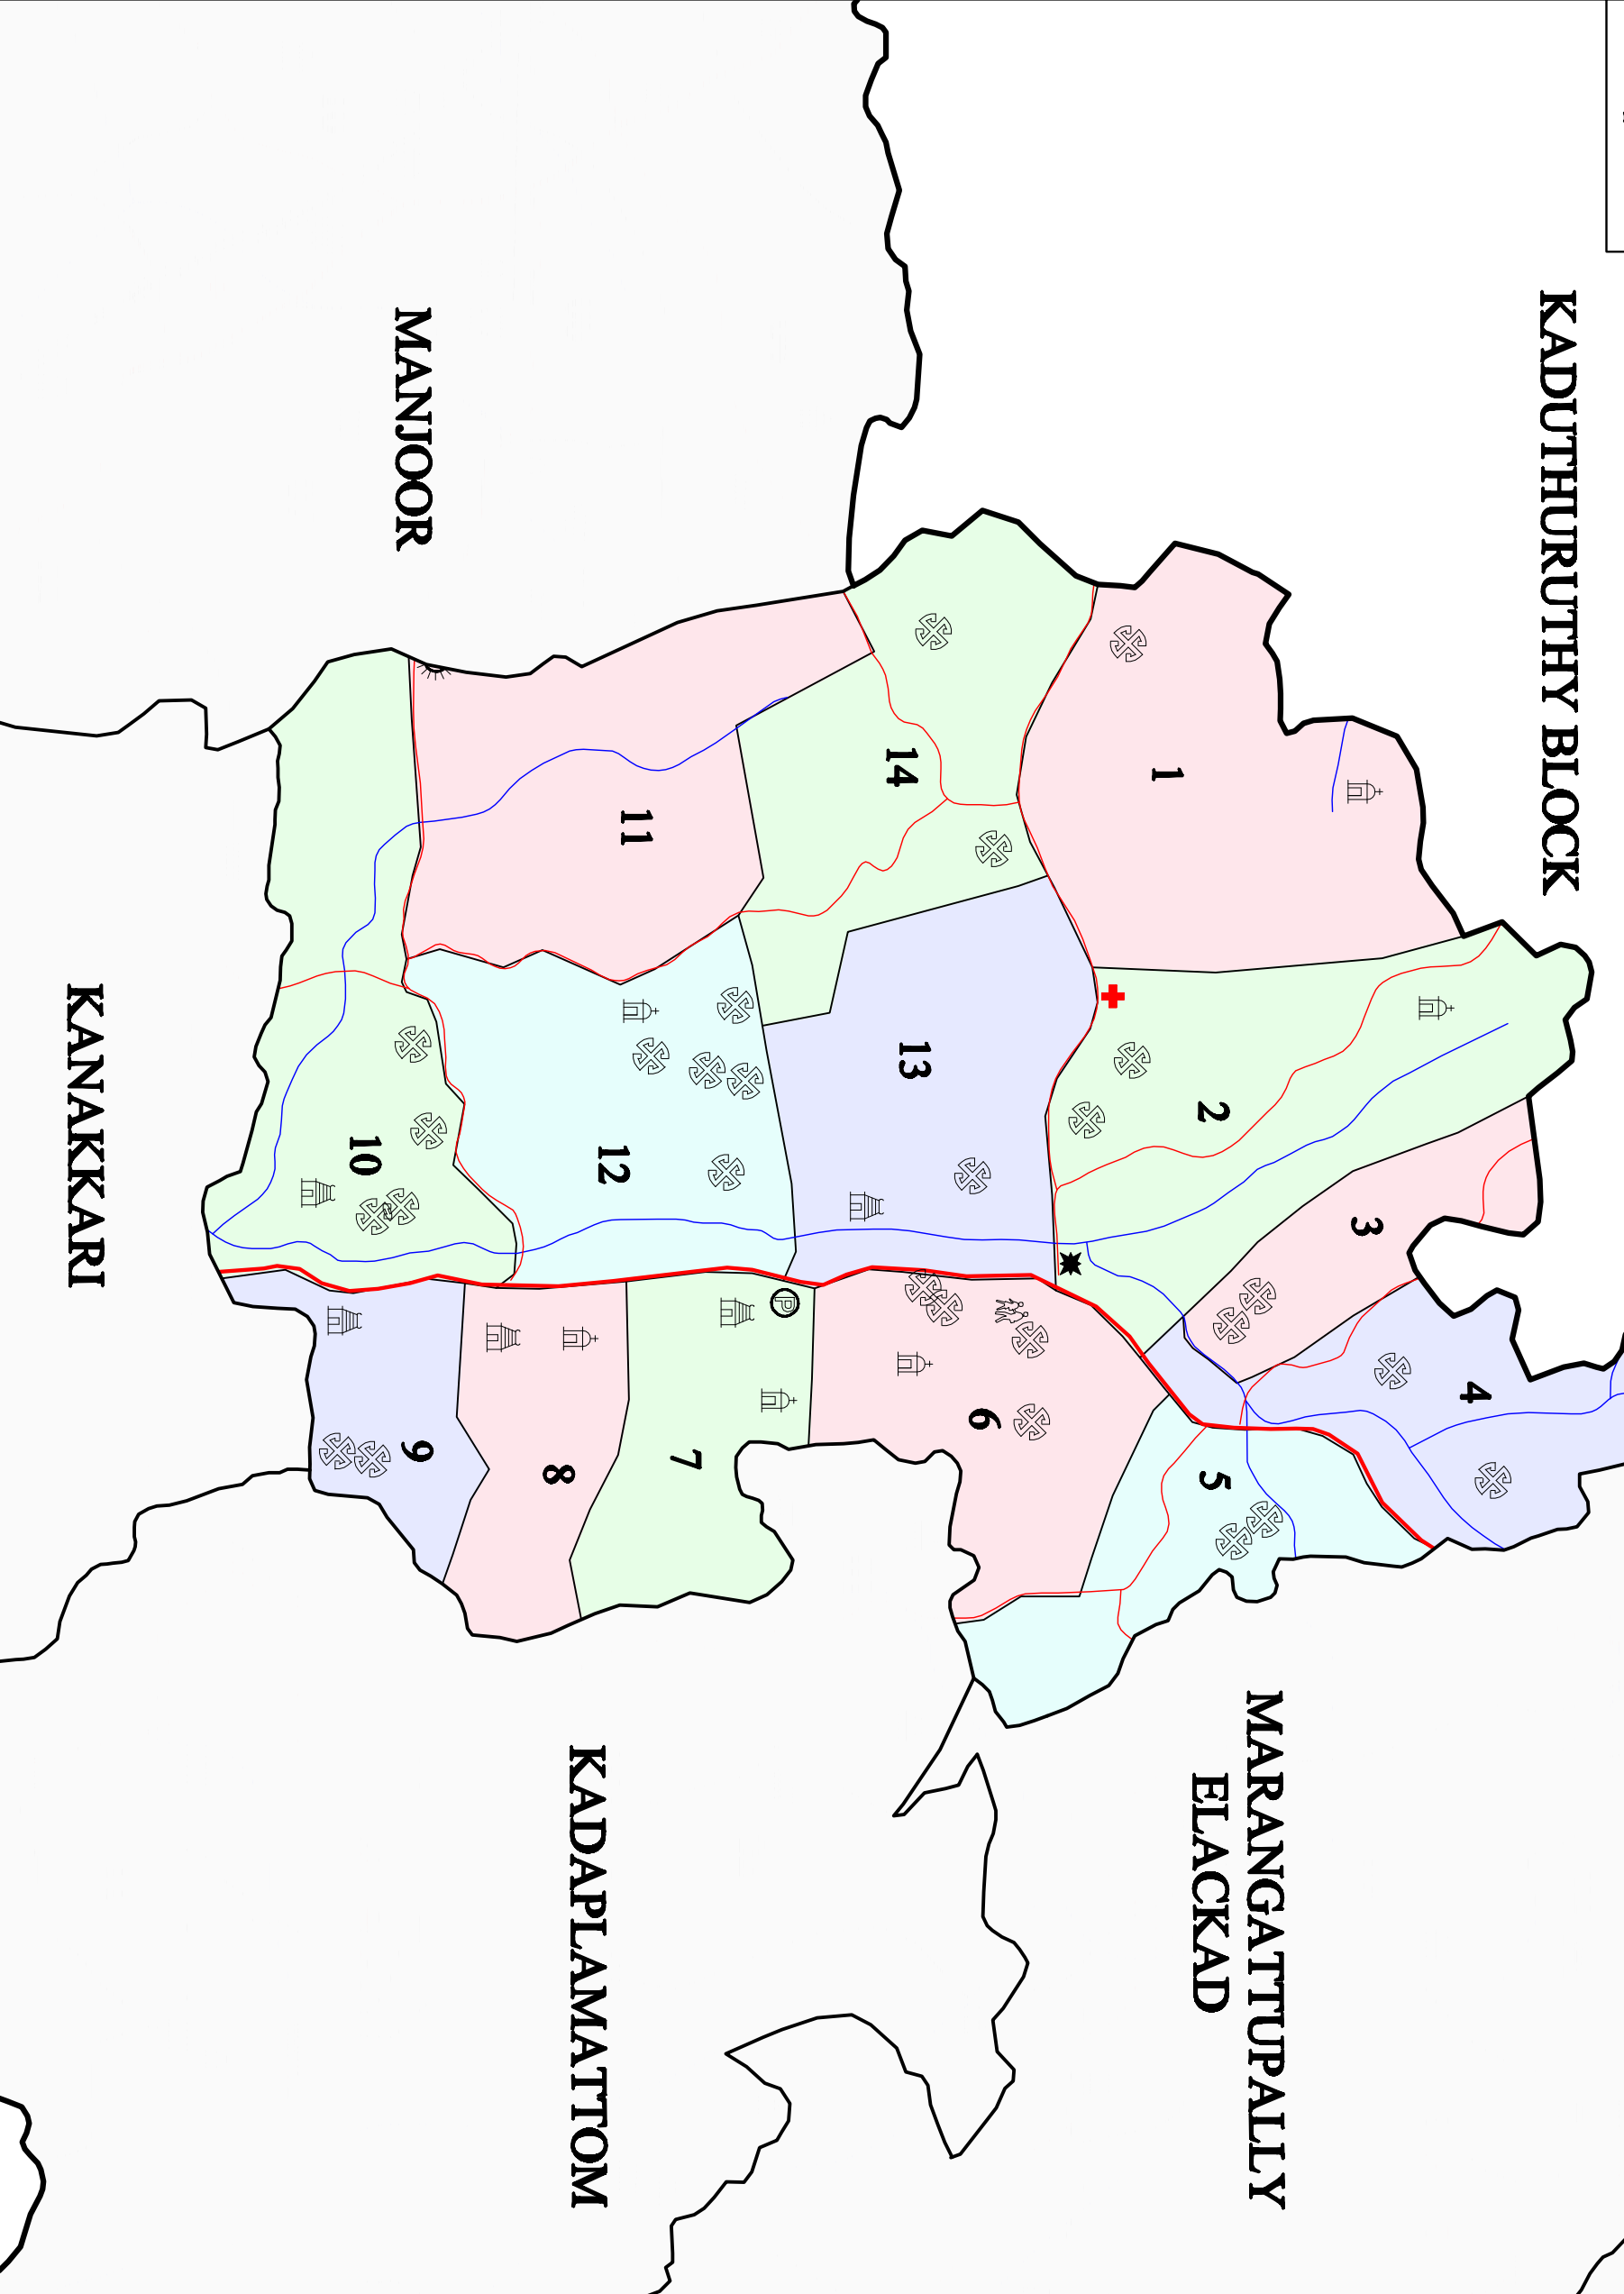 KADUTHURUTHY BLOCK
MANJOOR
1
14
11
2
13
3
12
10
KANAKKARI
4
6
5
7
8
9
MARANGATTUPALLY
ELACKAD
KADAPLAMATTOM
P